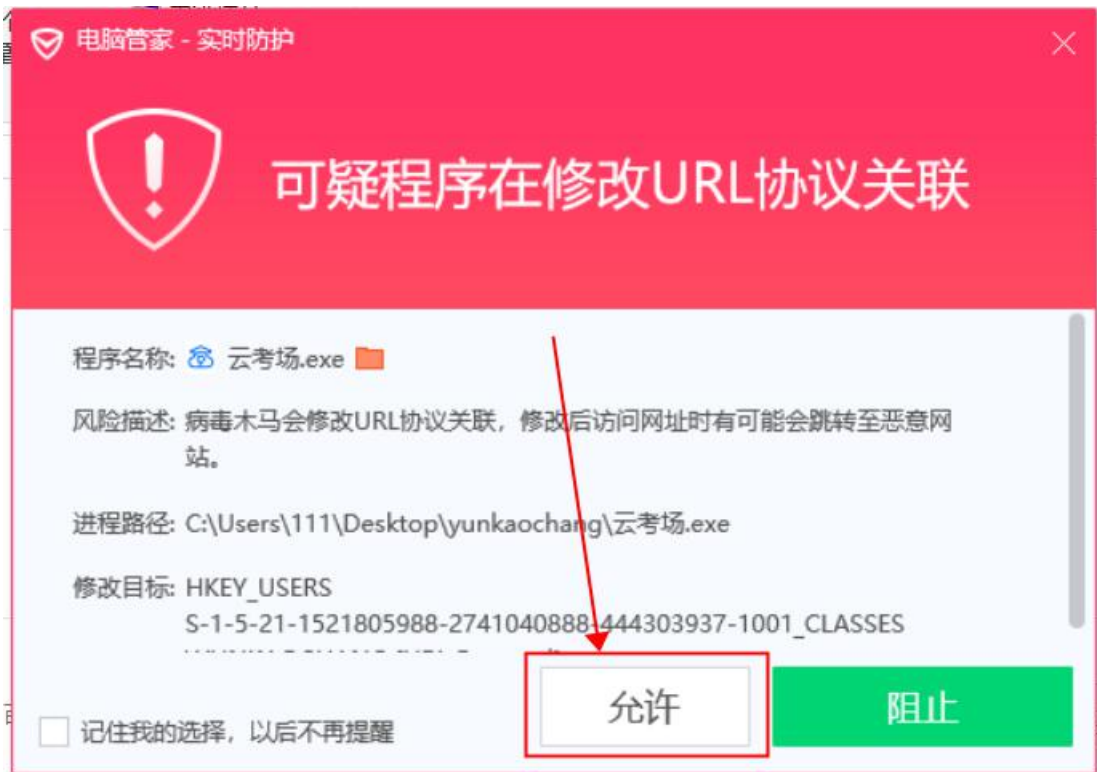 电脑管家 - 实时防护
可疑程序在修改URL协议关联
程序名称: 云考场.exe
风险描述: 病毒木马会修改URL协议关联，修改后访问网址时有可能会跳转至恶意网
站。
进程路径: C:\Users\111\Desktop\yunkaochang\云考场.exe
修改目标: HKEY_USERS
S-1-5-21-1521805988-2741040888-444303937-1001_CLASSES
记住我的选择，以后不再提醒
允许
阻止